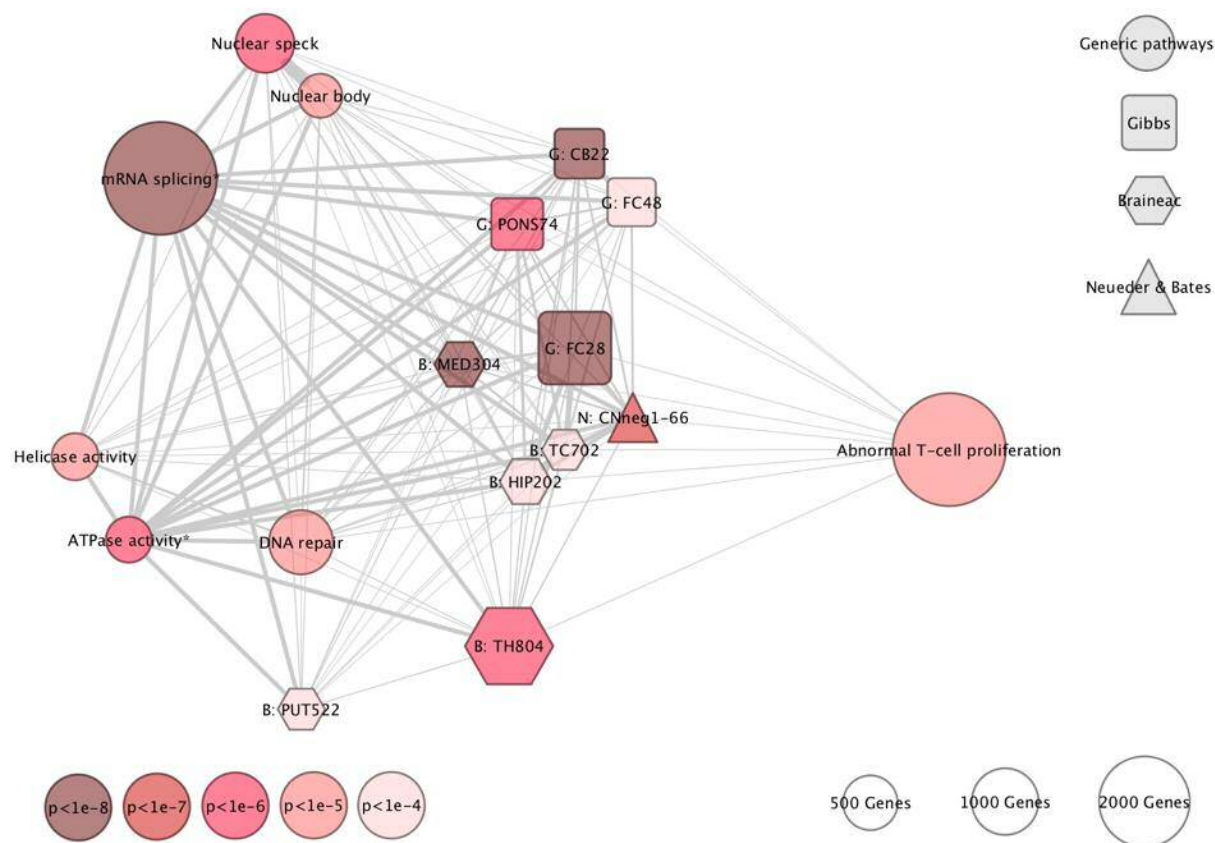 Nuclear speck
Generic pathways
Nuclear body
Gibbs
G: CB22
mRNA splicing*
G: FC48
Braineac
G: PONS74
Neueder & Bates
G: FC28
B: MED304
N: CNneg1-66
B: TC702
Abnormal T-cell proliferation
Helicase activity
B: HIP202
ATPase activity*
DNA repair
B: TH804
B: PUT522
p<1e-8
p<1e-7
p<1e-6
p<1e-5
p<1e-4
500 Genes
1000 Genes
2000 Genes